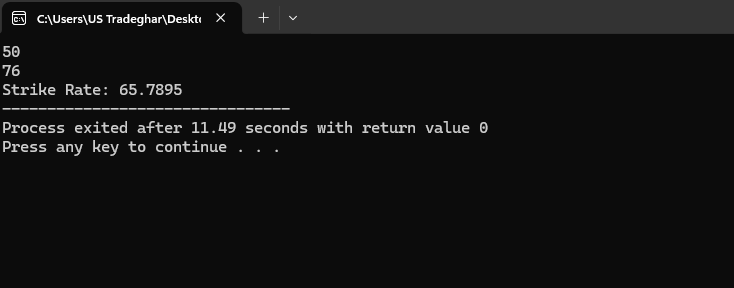 C:\Users\US Tradeghar\Deskt
50
76
Strike Rate: 65.7895
--------------------------------
Process exited after 11.49 seconds with return value 0
Press any key to continue . . .